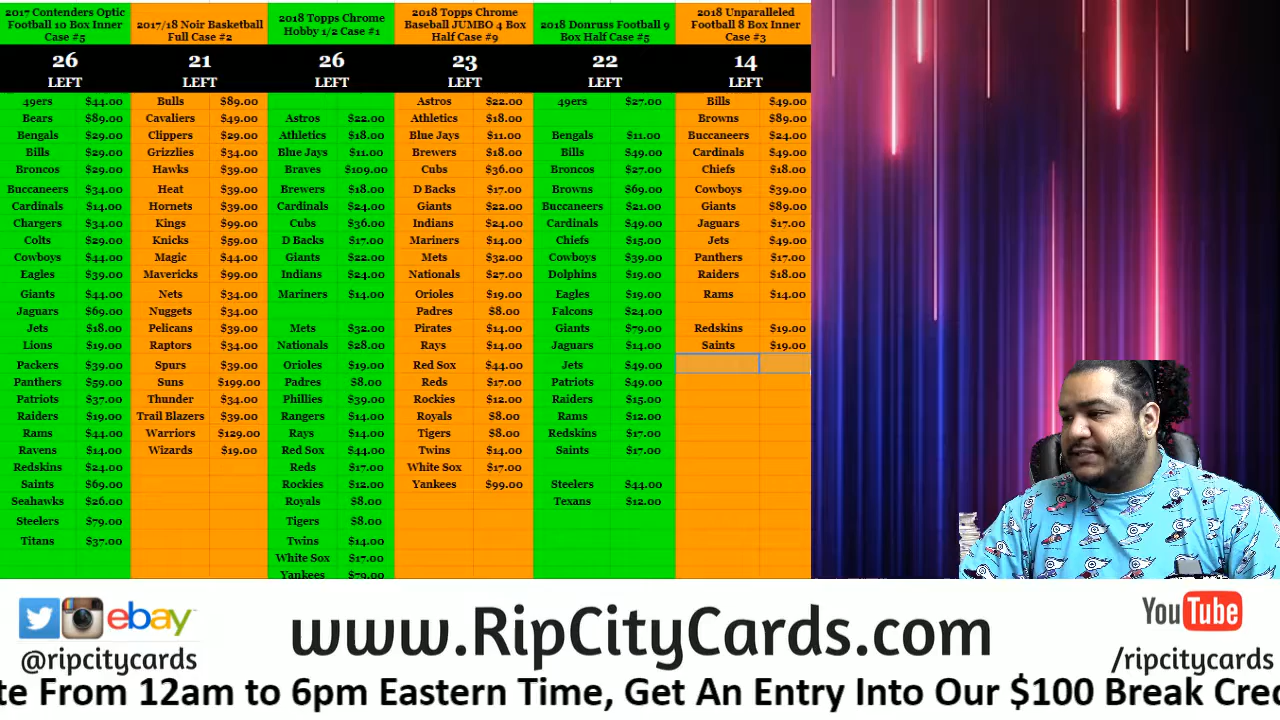 2017 Contenders Optic
Football 10 Box Inner
Case #5
26
LEFT
49ers $44.00
Bears $89.00
Bengals $29.00
Bills $29.00
Broncos $29.00
Buccaneers $34.00
Cardinals $14.00
Chargers $34.00
Colts $29.00
Cowboys $44.00
Eagles $39.00
Giants $44.00
Jaguars $69.00
Jets $18.00
Lions $19.00
Packers $39.00
Panthers $59.00
Patriots $37.00
Raiders $19.00
Rams $44.00
Ravens $14.00
Redskins $24.00
Saints $69.00
Seahawks $26.00
Steelers $79.00
Titans $37.00
2017/18 Noir Basketball
Full Case #2
21
LEFT
Bulls $89.00
Cavaliers $49.00
Clippers $29.00
Grizzlies $34.00
Hawks $39.00
Heat $39.00
Hornets $39.00
Kings $99.00
Knicks $59.00
Magic $44.00
Mavericks $99.00
Nets $34.00
Nuggets $34.00
Pelicans $39.00
Raptors $34.00
Spurs $39.00
Suns $199.00
Thunder $34.00
Trail Blazers $39.00
Warriors $129.00
Wizards $19.00
2018 Topps Chrome
Hobby 1/2 Case #1
26
LEFT
Astros $22.00
Athletics $18.00
Blue Jays $11.00
Braves $109.00
Brewers $18.00
Cardinals $24.00
Cubs $36.00
D Backs $17.00
Giants $22.00
Indians $24.00
Mariners $14.00
Mets $32.00
Nationals $28.00
Orioles $19.00
Padres $8.00
Phillies $39.00
Rangers $14.00
Rays $14.00
Red Sox $44.00
Reds $17.00
Rockies $12.00
Royals $8.00
Tigers $8.00
Twins $14.00
White Sox $17.00
Yankees $79.00
2018 Topps Chrome
Baseball JUMBO 4 Box
Half Case #9
23
LEFT
Astros $22.00
Athletics $18.00
Blue Jays $11.00
Brewers $18.00
Cubs $36.00
D Backs $17.00
Giants $22.00
Indians $24.00
Mariners $14.00
Mets $32.00
Nationals $27.00
Orioles $19.00
Padres $8.00
Pirates $14.00
Rays $14.00
Red Sox $44.00
Reds $17.00
Rockies $12.00
Royals $8.00
Tigers $8.00
Twins $14.00
White Sox $17.00
Yankees $99.00
2018 Donruss Football 9
Box Half Case #5
22
LEFT
49ers $27.00
Bengals $11.00
Bills $49.00
Broncos $27.00
Browns $69.00
Buccaneers $21.00
Cardinals $49.00
Chiefs $15.00
Cowboys $39.00
Dolphins $19.00
Eagles $19.00
Falcons $24.00
Giants $79.00
Jaguars $14.00
Jets $49.00
Patriots $49.00
Raiders $15.00
Rams $12.00
Redskins $17.00
Saints $17.00
Steelers $44.00
Texans $12.00
2018 Unparalleled
Football 8 Box Inner
Case #3
14
LEFT
Bills $49.00
Browns $89.00
Buccaneers $24.00
Cardinals $49.00
Chiefs $18.00
Cowboys $39.00
Giants $89.00
Jaguars $17.00
Jets $49.00
Panthers $17.00
Raiders $18.00
Rams $14.00
Redskins $19.00
Saints $19.00
ebay
@ripcitycards
www.RipCityCards.com
YouTube
/ripcitycards
te From 12am to 6pm Eastern Time, Get An Entry Into Our $100 Break Cred